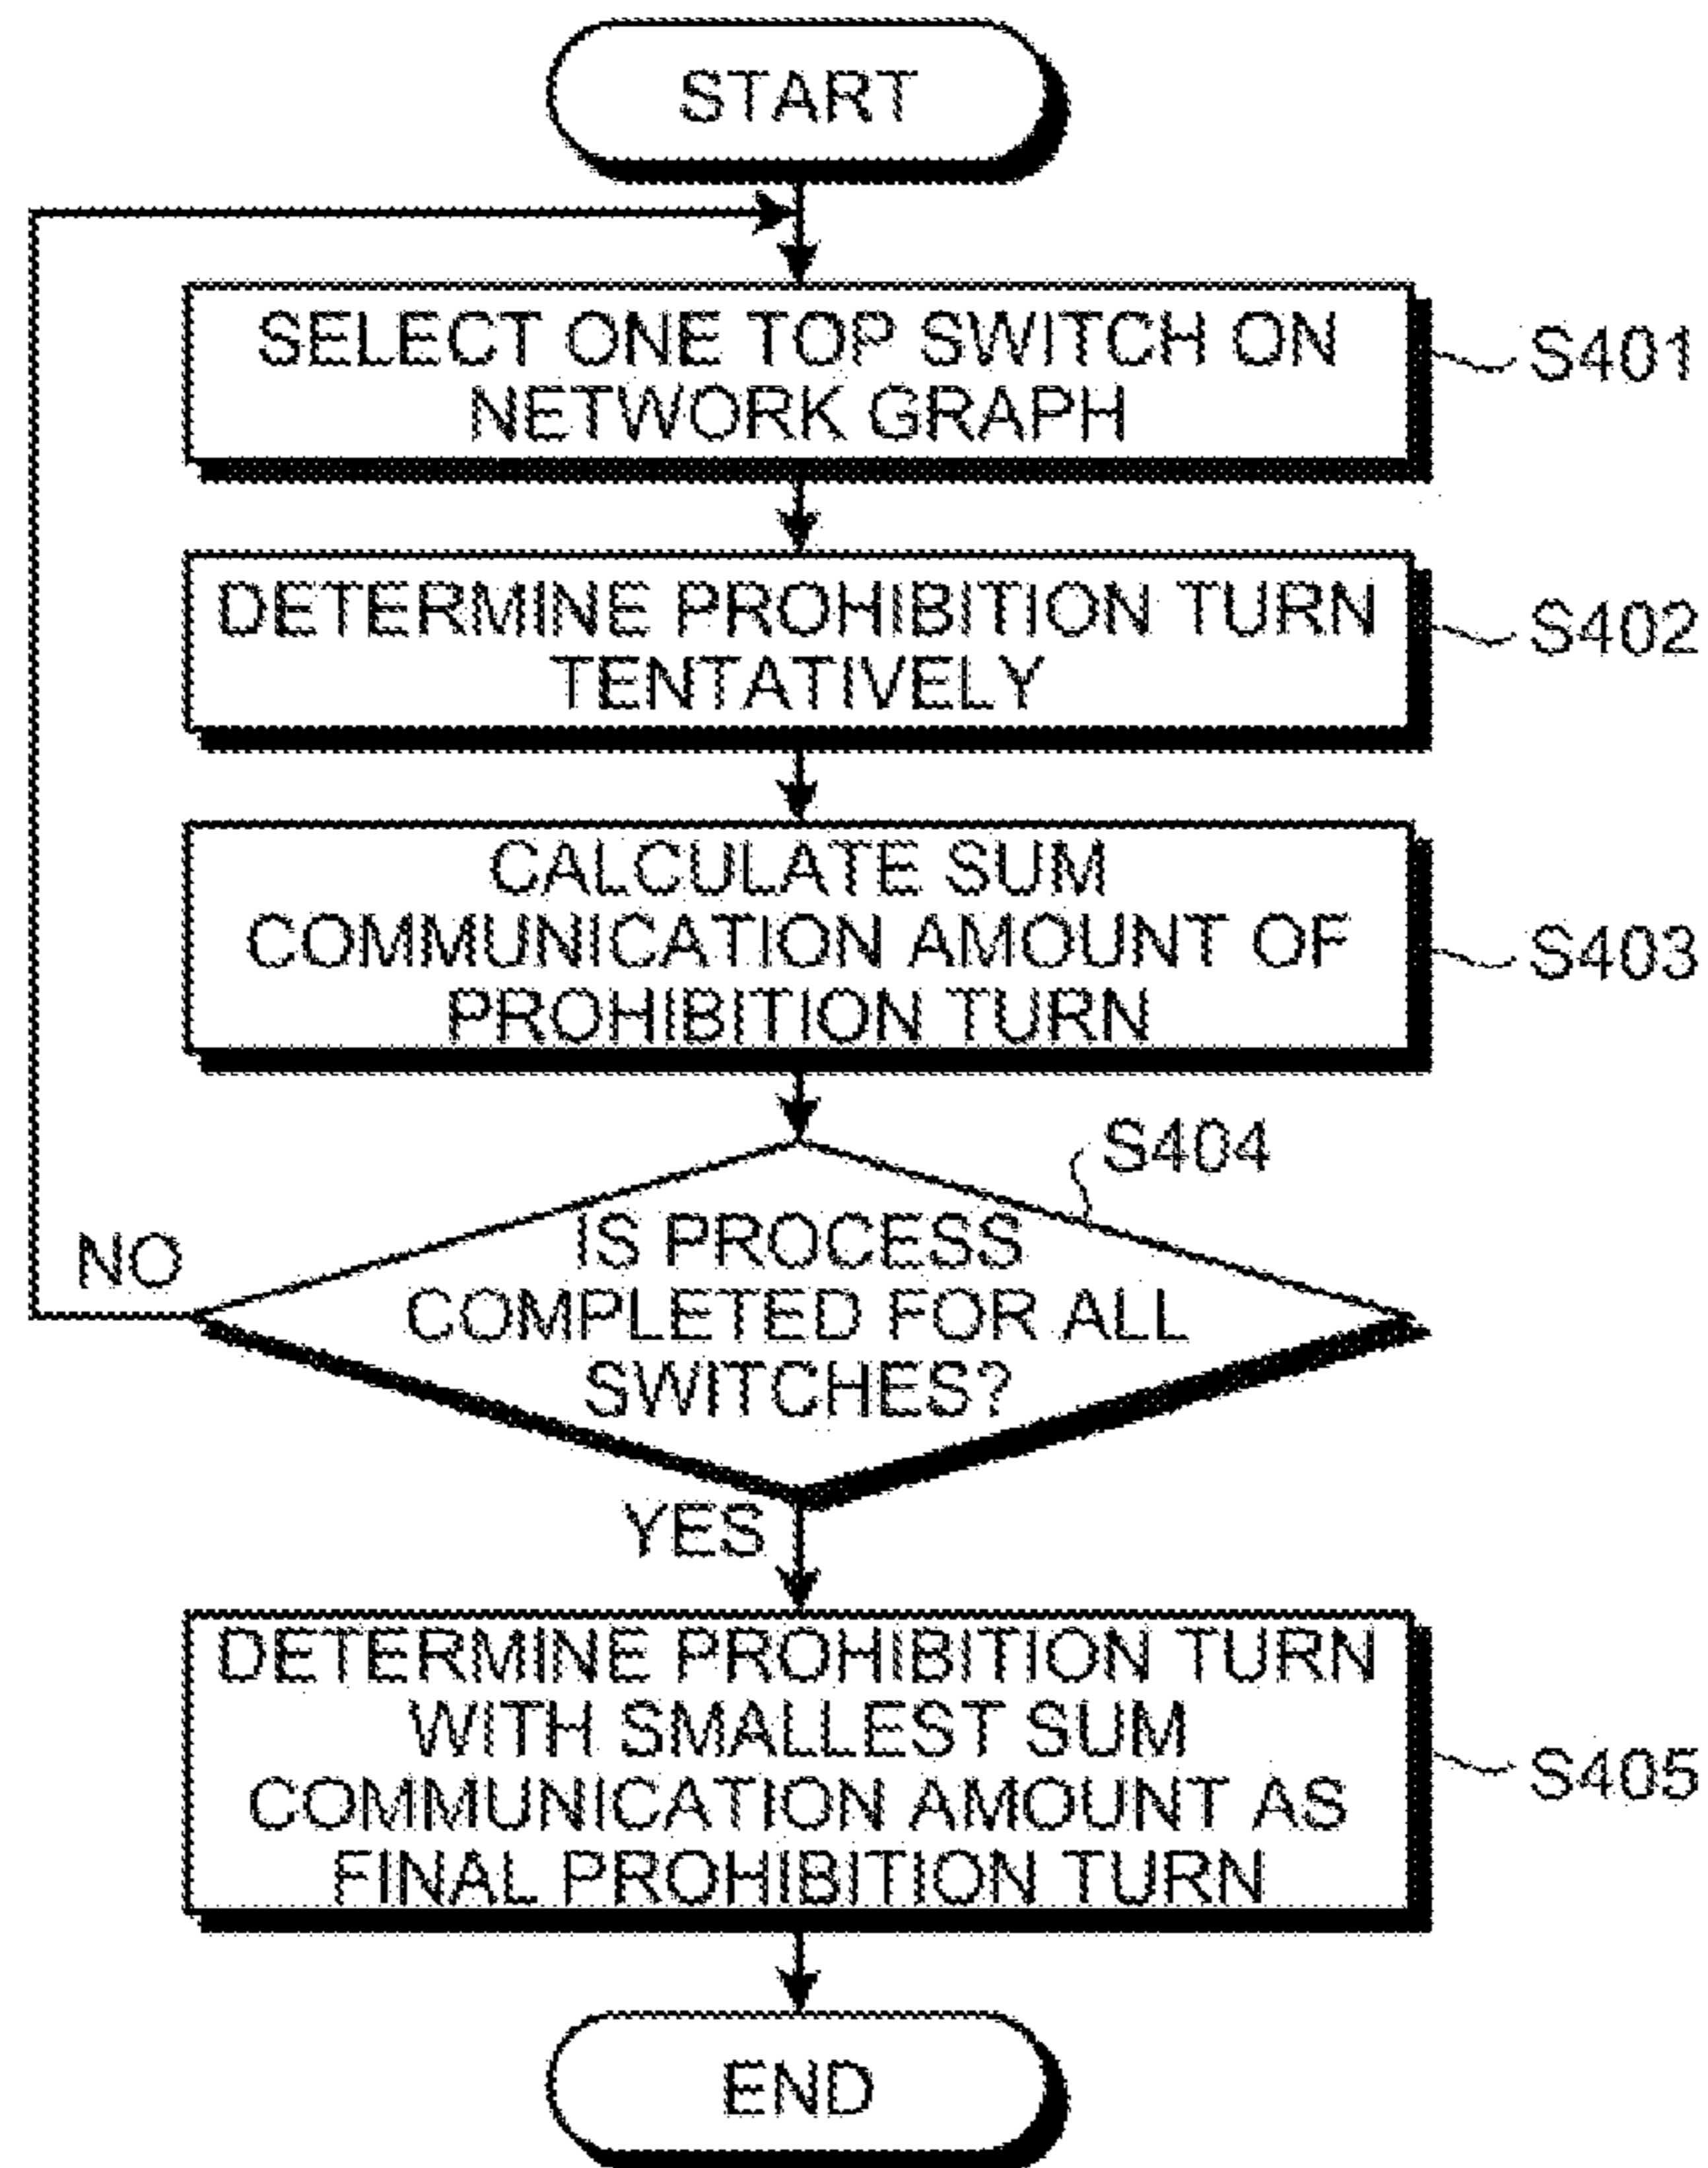 START
SELECT ONE TOP SWITCH ON
NETWORK GRAPH
S401
DETERMINE PROHIBITION TURN
TENTATIVELY
S402
CALCULATE SUM
COMMUNICATION AMOUNT OF
PROHIBITION TURN
S403
S404
IS PROCESS
COMPLETED FOR ALL
SWITCHES?
NO
YES
DETERMINE PROHIBITION TURN
WITH SMALLEST SUM
COMMUNICATION AMOUNT AS
FINAL PROHIBITION TURN
S405
END